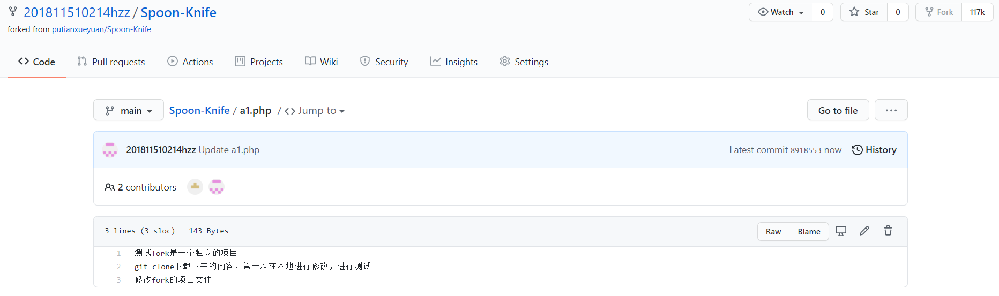 201811510214hzz / Spoon-Knife
Watch 0 Star 0 Fork 117k
forked from putianxueyuan/Spoon-Knife
Code Pull requests Actions Projects Wiki Security Insights Settings
main Spoon-Knife / a1.php / <> Jump to Go to file ...
201811510214hzz Update a1.php Latest commit 8918553 now History
2 contributors
3 lines (3 sloc) 143 Bytes Raw Blame
1 测试fork是一个独立的项目
2 git clone下载下来的内容，第一次在本地进行修改，进行测试
3 修改fork的项目文件